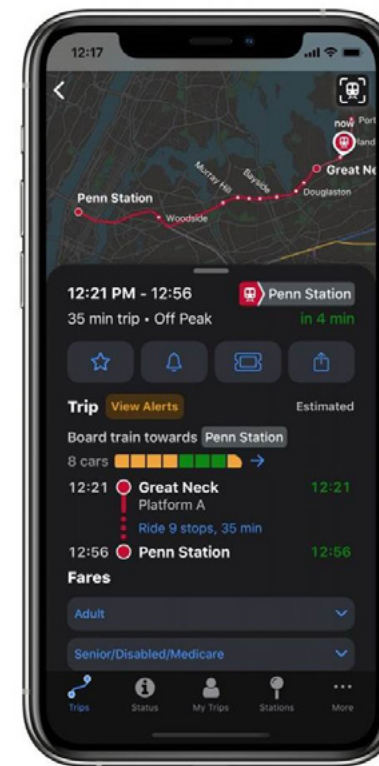 12:17
now
Port
Great Ne
Murray Hill
Bayside
Douglaston
Penn Station
Woodside
12:21 PM - 12:56
Penn Station
35 min trip • Off Peak
in 4 min
Trip
View Alerts
Estimated
Board train towards Penn Station
8 cars
12:21 Great Neck 12:21
Platform A
Ride 9 stops, 35 min
12:56 Penn Station 12:56
Fares
Adult
Senior/Disabled/Medicare
Trips
Status
My Trips
Stations
More